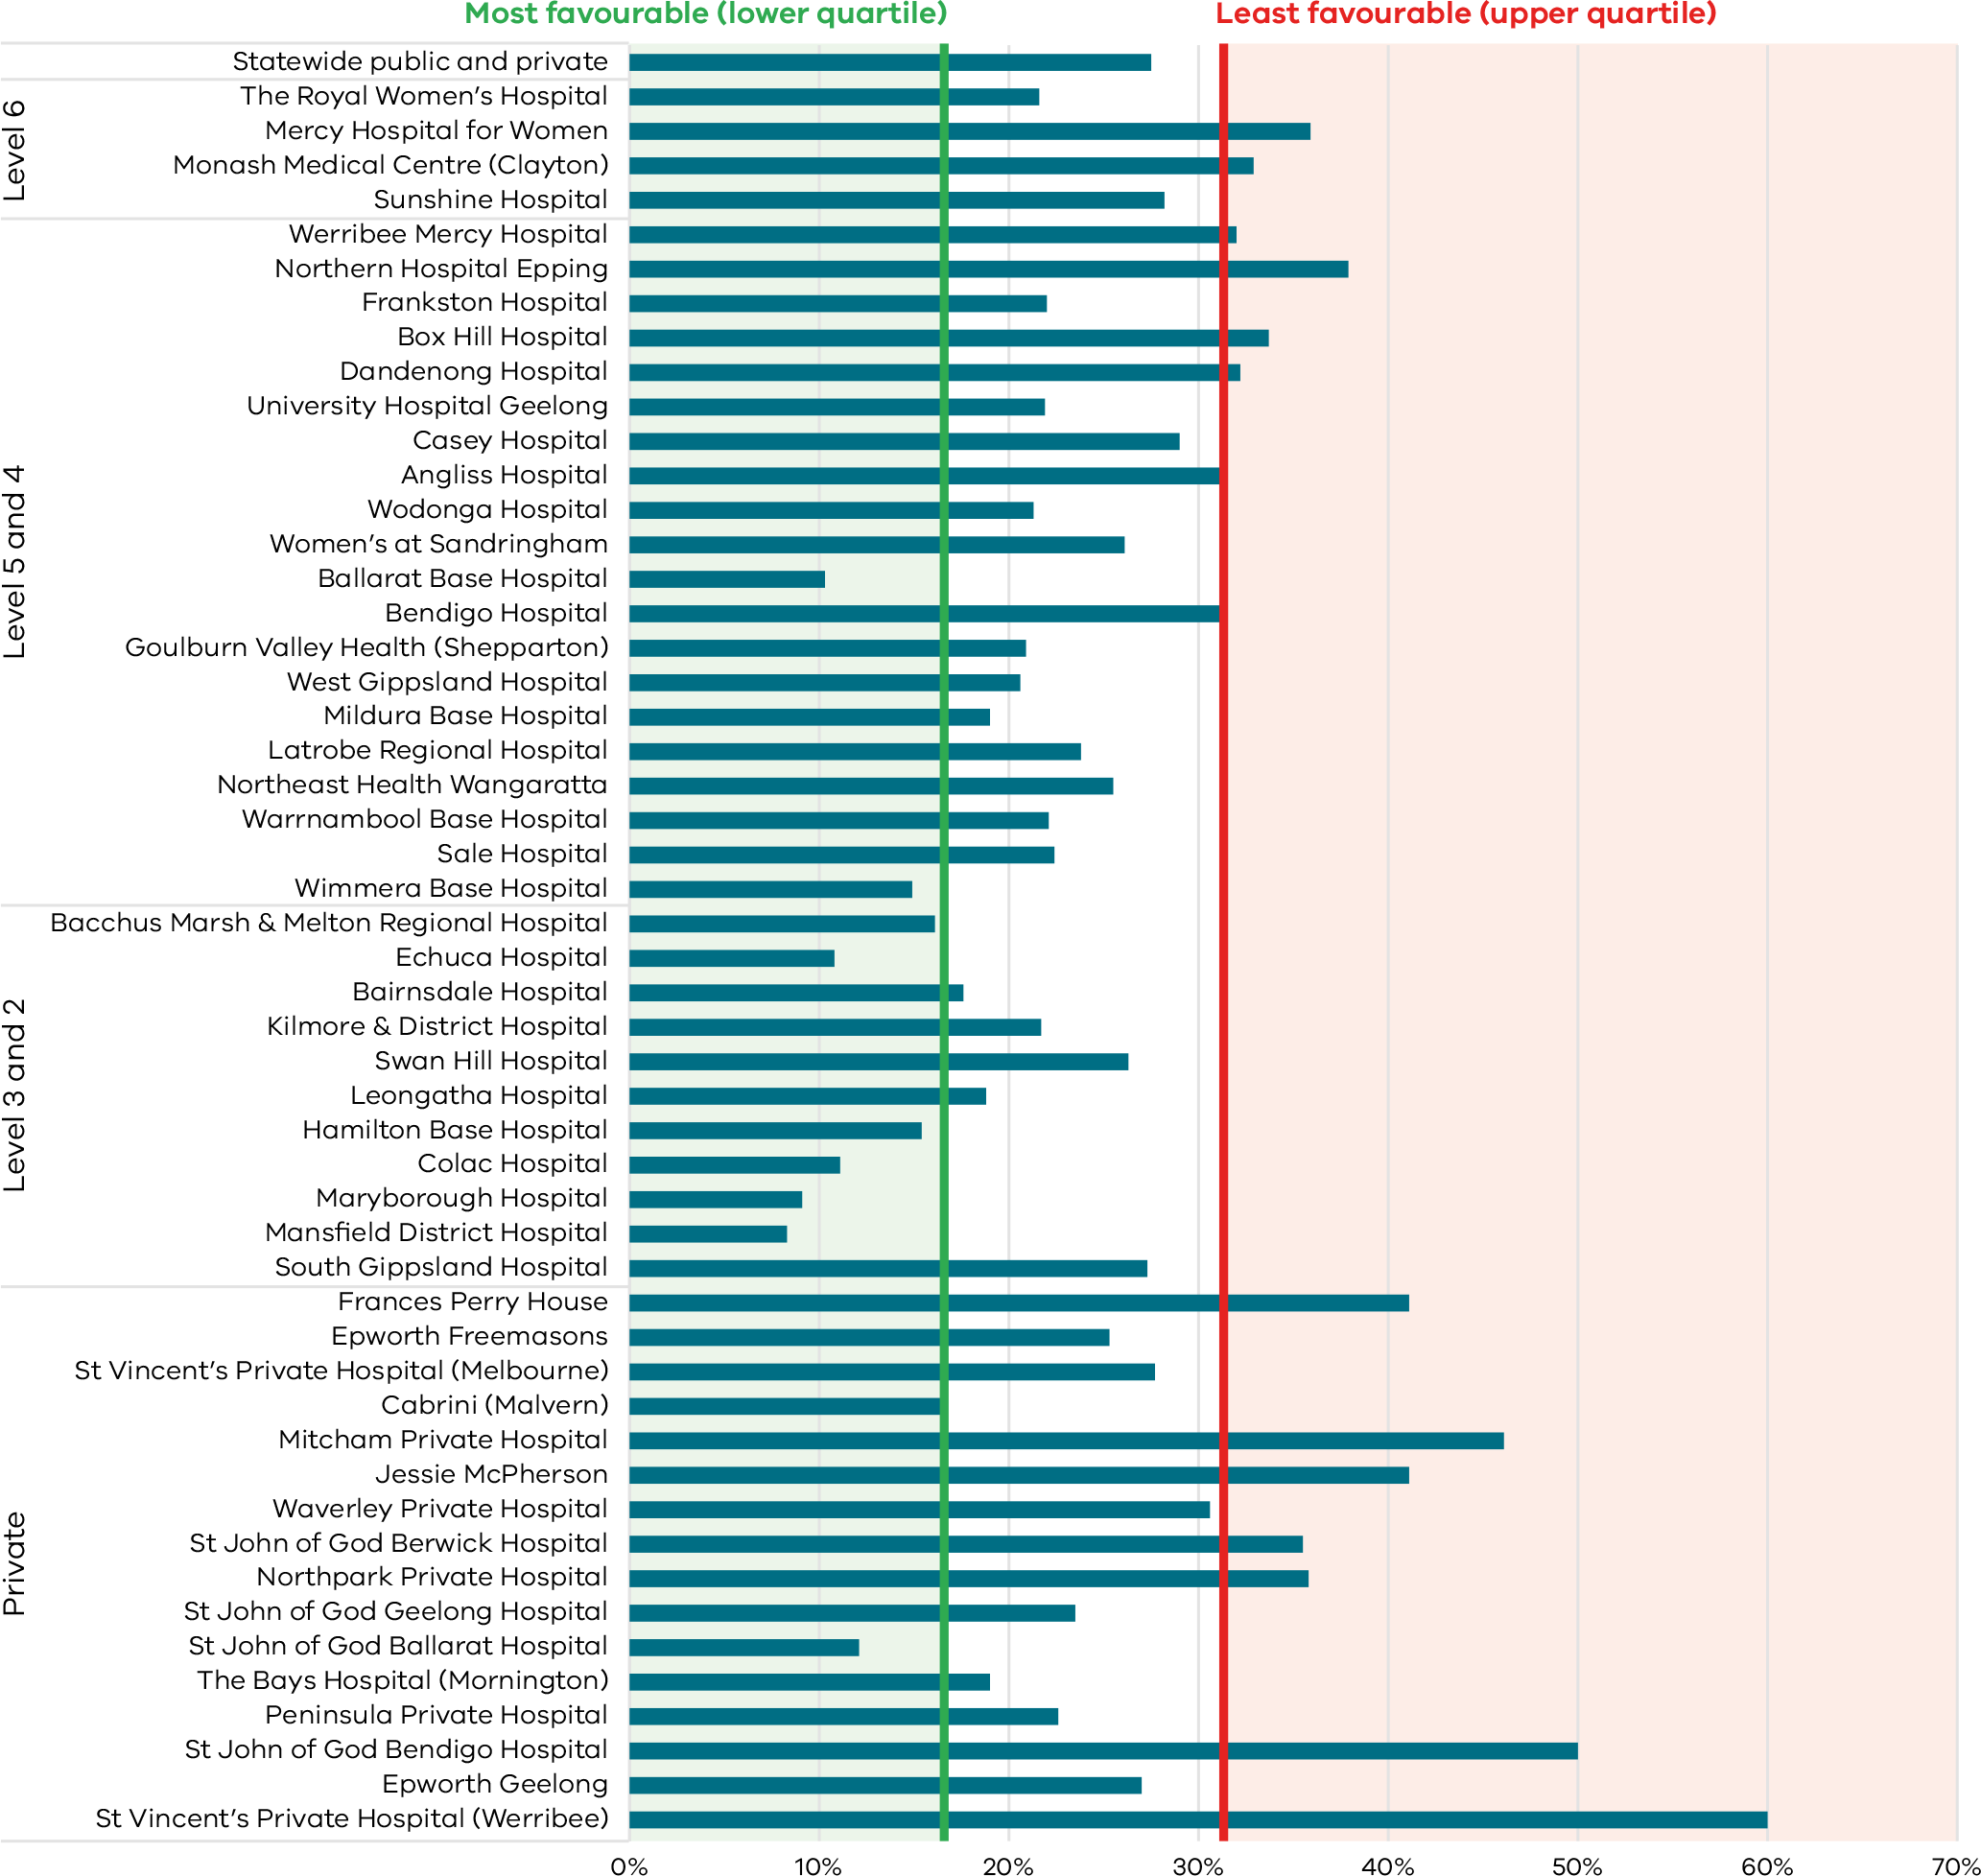 Most favourable (lower quartile)
Least favourable (upper quartile)
Statewide public and private
Level 6
The Royal Women’s Hospital
Mercy Hospital for Women
Monash Medical Centre (Clayton)
Sunshine Hospital
Level 5 and 4
Werribee Mercy Hospital
Northern Hospital Epping
Frankston Hospital
Box Hill Hospital
Dandenong Hospital
University Hospital Geelong
Casey Hospital
Angliss Hospital
Wodonga Hospital
Women’s at Sandringham
Ballarat Base Hospital
Bendigo Hospital
Goulburn Valley Health (Shepparton)
West Gippsland Hospital
Mildura Base Hospital
Latrobe Regional Hospital
Northeast Health Wangaratta
Warrnambool Base Hospital
Sale Hospital
Wimmera Base Hospital
Level 3 and 2
Bacchus Marsh & Melton Regional Hospital
Echuca Hospital
Bairnsdale Hospital
Kilmore & District Hospital
Swan Hill Hospital
Leongatha Hospital
Hamilton Base Hospital
Colac Hospital
Maryborough Hospital
Mansfield District Hospital
South Gippsland Hospital
Private
Frances Perry House
Epworth Freemasons
St Vincent’s Private Hospital (Melbourne)
Cabrini (Malvern)
Mitcham Private Hospital
Jessie McPherson
Waverley Private Hospital
St John of God Berwick Hospital
Northpark Private Hospital
St John of God Geelong Hospital
St John of God Ballarat Hospital
The Bays Hospital (Mornington)
Peninsula Private Hospital
St John of God Bendigo Hospital
Epworth Geelong
St Vincent’s Private Hospital (Werribee)
0% 10% 20% 30% 40% 50% 60% 70%